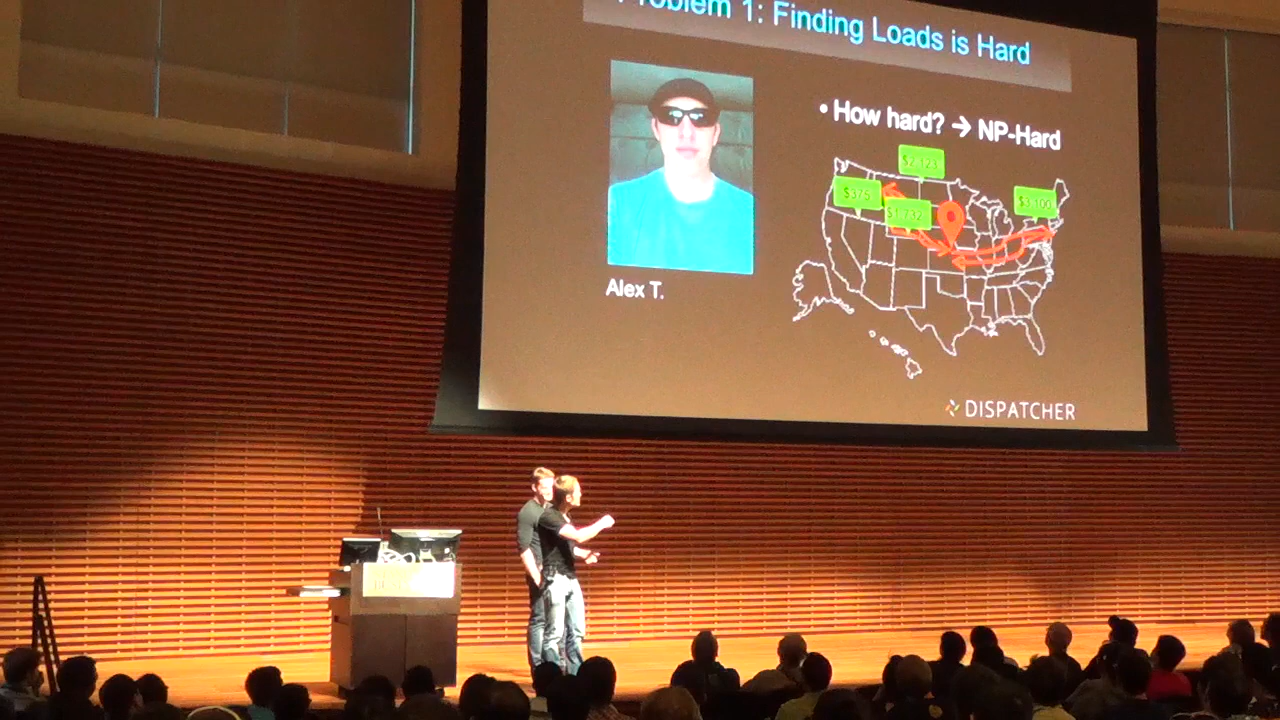 Problem 1: Finding Loads is Hard
• How hard? → NP-Hard
$2,123
$375
$1,732
$3,100
Alex T.
DISPATCHER